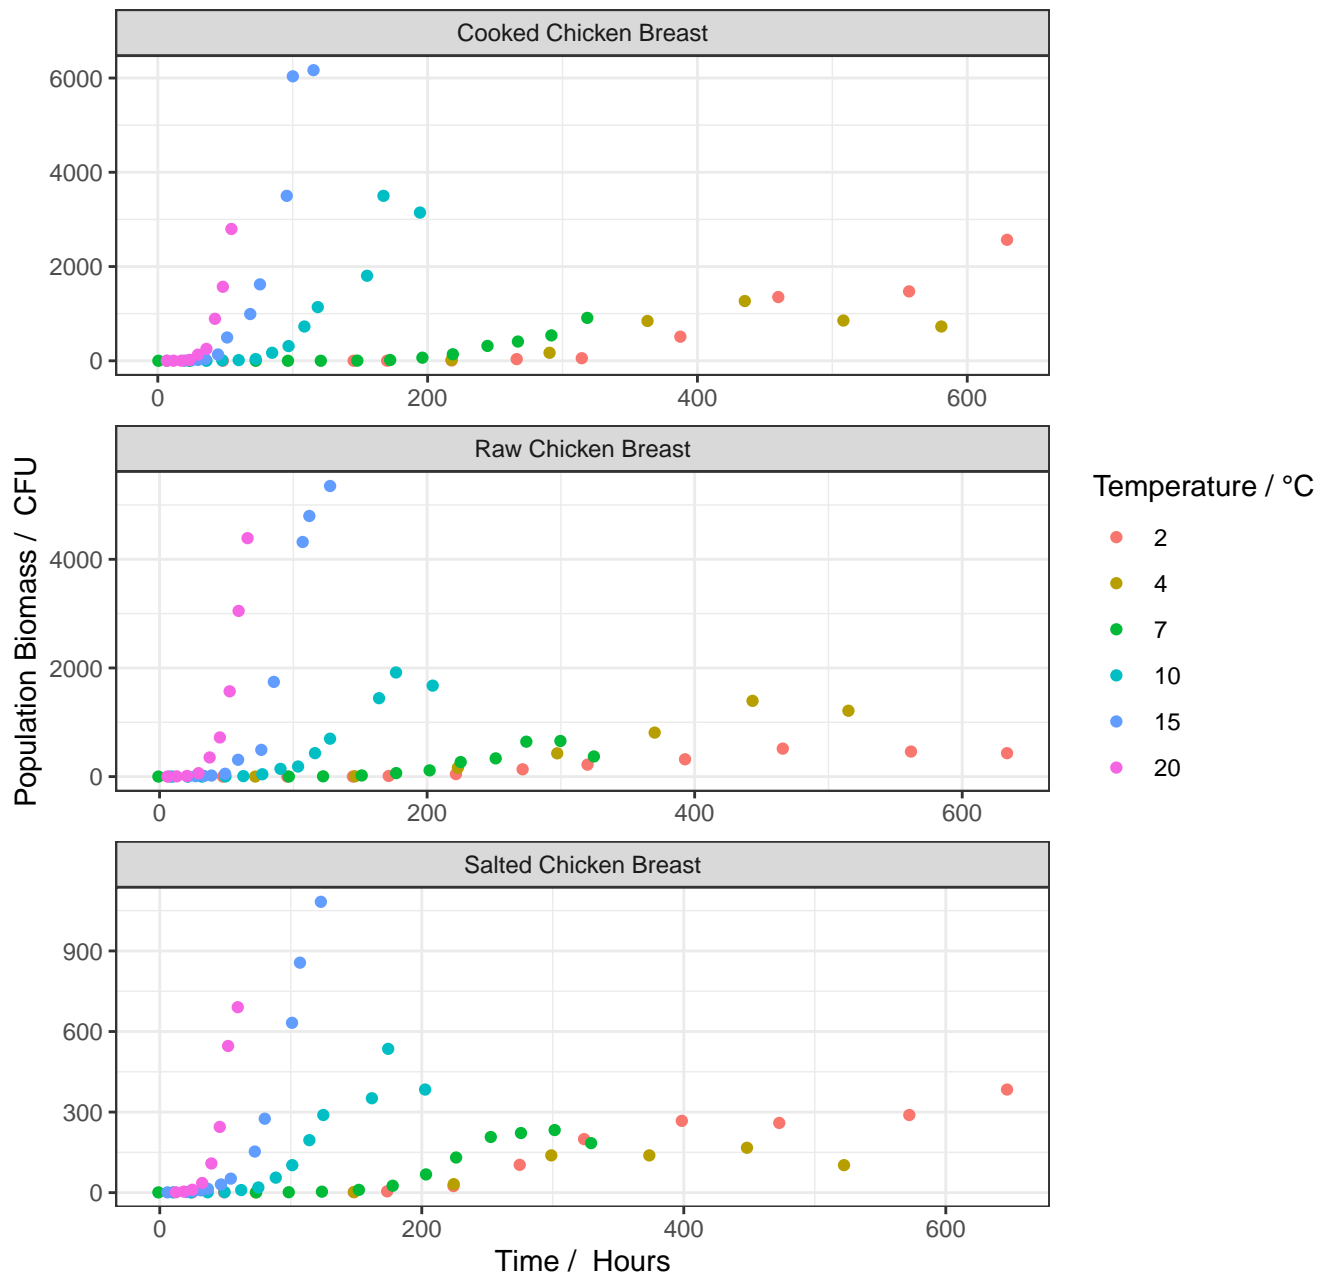 Cooked Chicken Breast
6000
4000
2000
0
0 200 400 600
Raw Chicken Breast
4000
2000
0
0 200 400 600
Salted Chicken Breast
900
600
300
0
0 200 400 600
Time / Hours
Population Biomass / CFU
Temperature / °C
2
4
7
10
15
20